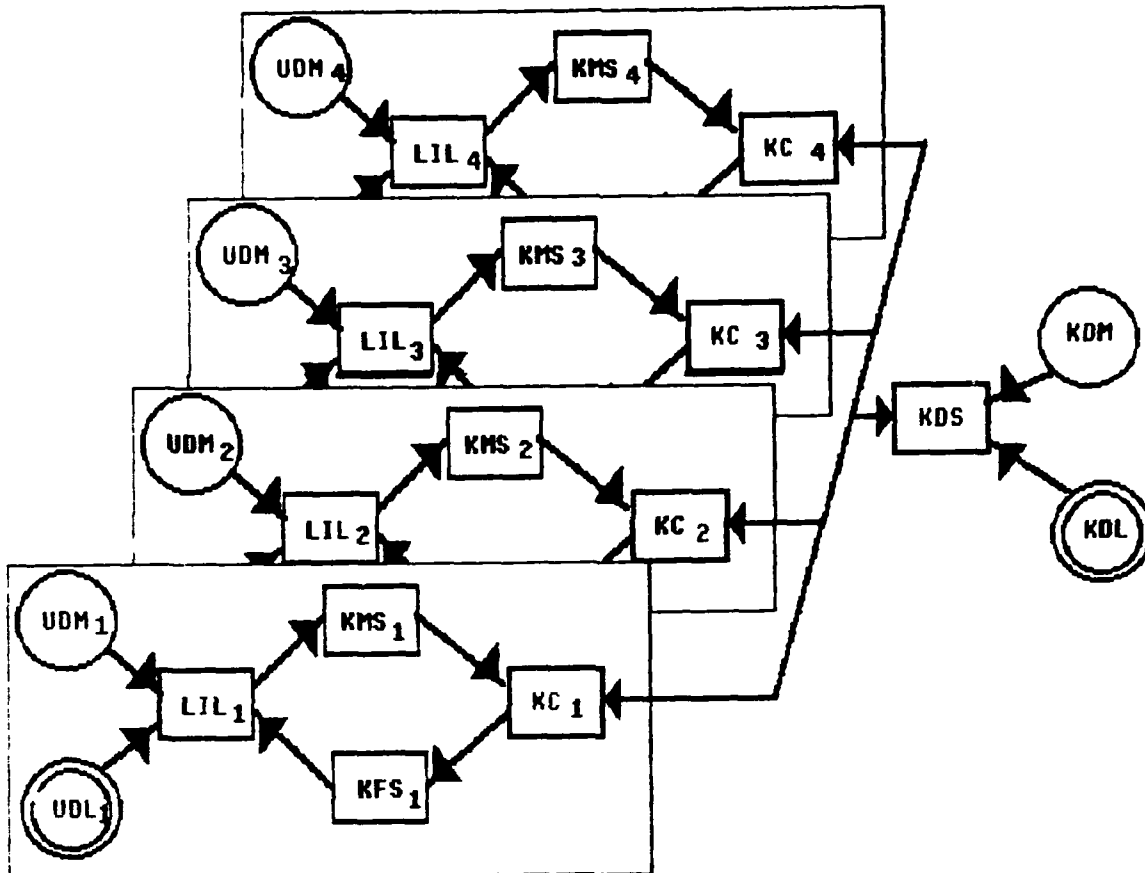 UDM 4
KMS 4
LIL 4
KC 4
UDM 3
KMS 3
LIL 3
KC 3
KDM
KDS
UDM 2
KMS 2
LIL 2
KC 2
KDL
UDM 1
KMS 1
LIL 1
KC 1
UDL 1
KFS 1